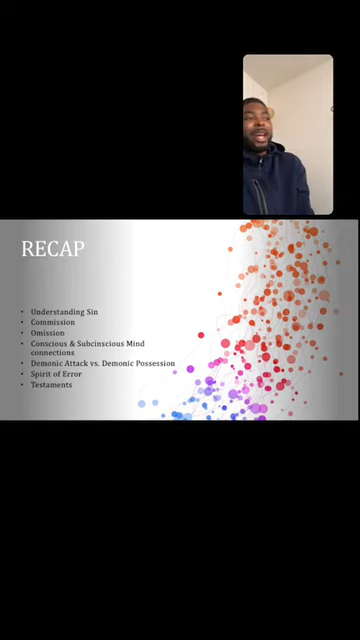 RECAP
• Understanding Sin
• Commission
• Omission
• Conscious & Subcinscious Mind
connections
• Demonic Attack vs. Demonic Possession
• Spirit of Error
• Testaments